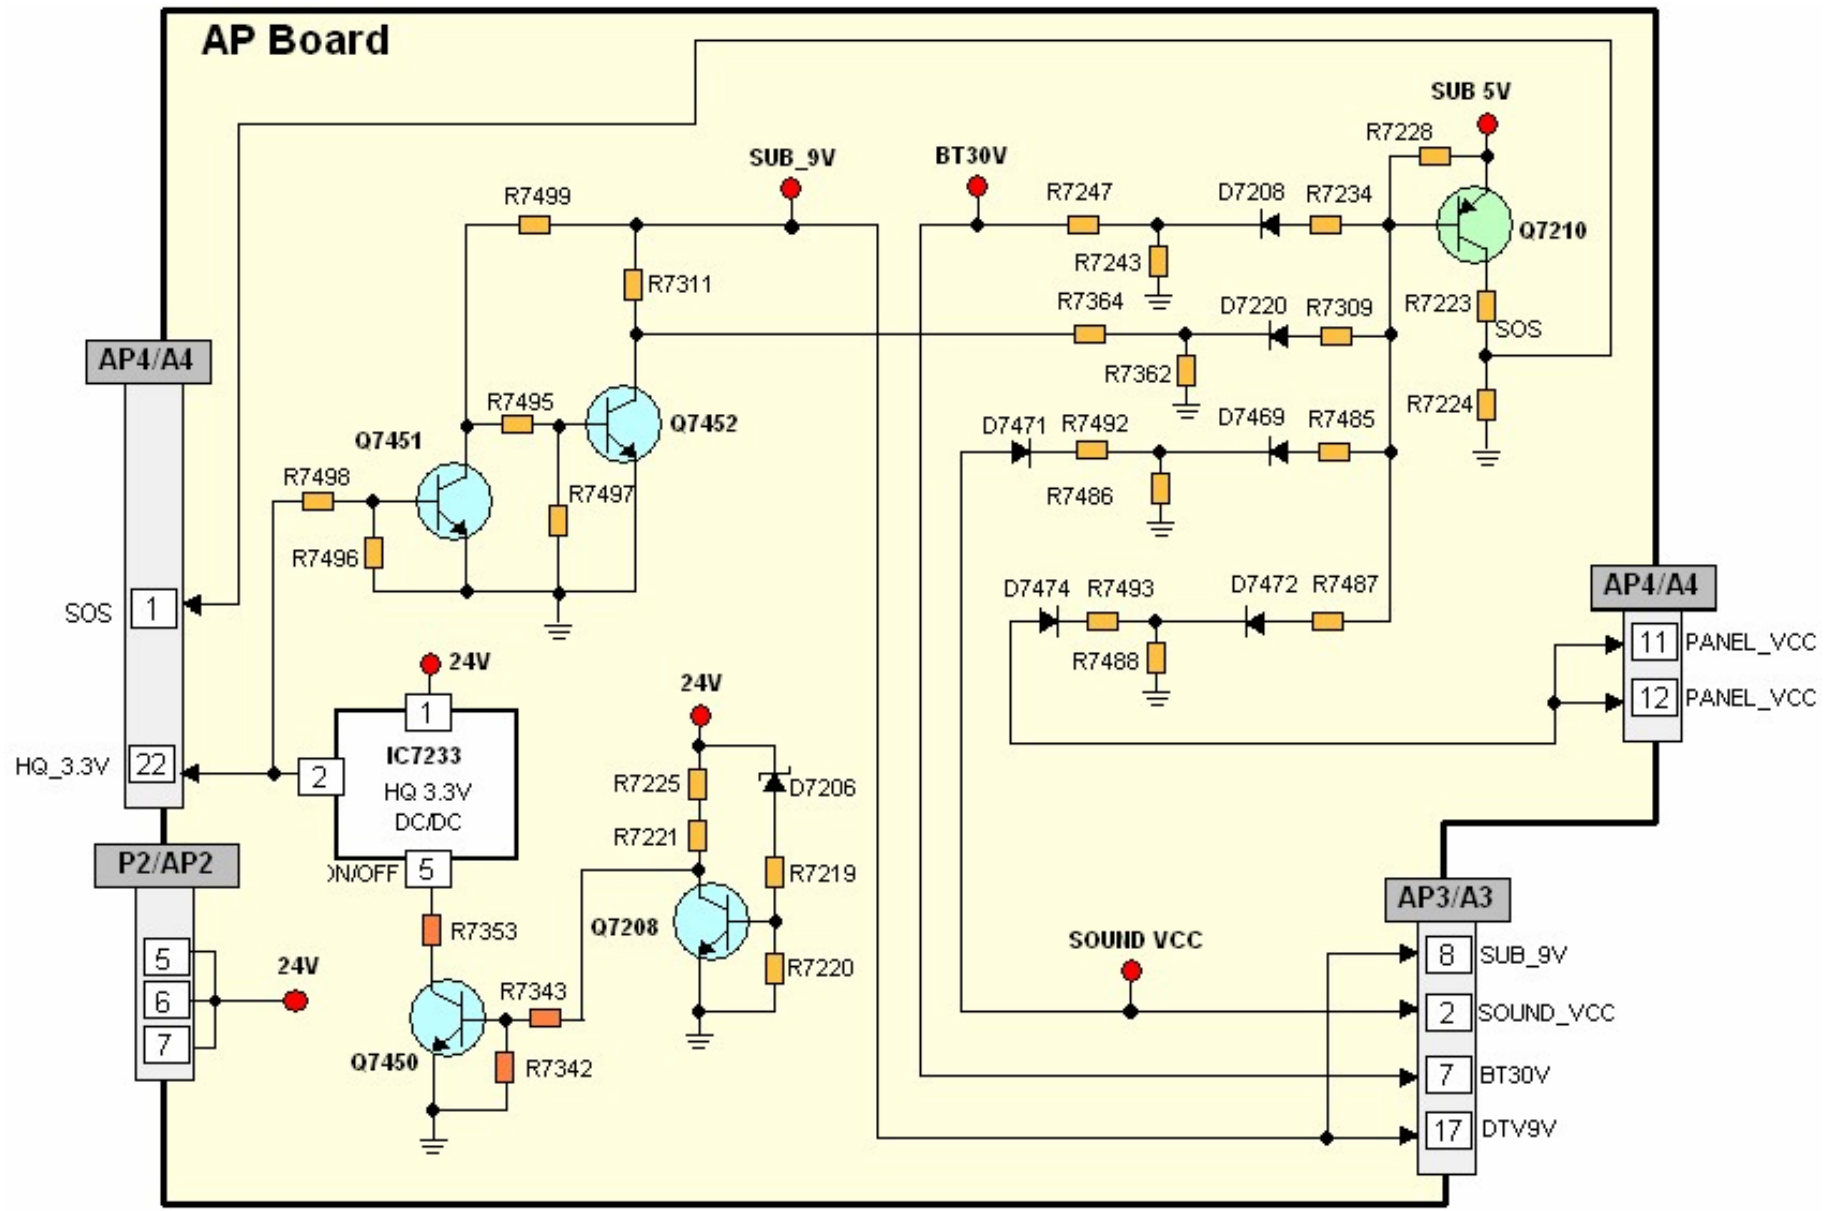 AP Board
SUB 5V
R7228
SUB_9V
BT30V
R7499
R7247
D7208
R7234
Q7210
R7243
R7311
R7364
D7220
R7309
R7223
SOS
AP4/A4
R7362
R7495
Q7452
R7224
Q7451
D7471
R7492
D7469
R7485
R7498
R7497
R7486
R7496
AP4/A4
SOS
1
D7474
R7493
D7472
R7487
11
PANEL_VCC
R7488
24V
24V
12
PANEL_VCC
1
HQ_3.3V
22
2
IC7233
HQ 3.3V
DC/DC
R7225
D7206
R7221
P2/AP2
ON/OFF
5
R7219
AP3/A3
R7353
Q7208
SOUND VCC
5
8
SUB_9V
24V
R7220
6
R7343
2
SOUND_VCC
7
Q7450
R7342
7
BT30V
17
DTV9V